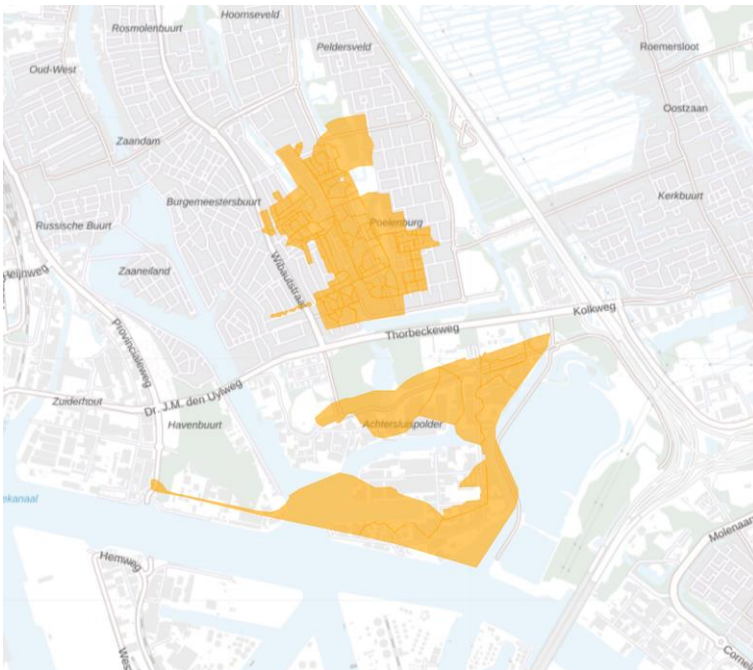 Hoornseveld
Rosmolenbuurt
Peldersveld
Roemersloot
Oud-West
Oostzaan
Zaandam
Kerkbuurt
Burgemeestersbuurt
Russische Buurt
Poelenburg
Zaaneiland
Wibautstraat
Provincialeweg
Kolkweg
Thorbeckeweg
Dr. J.M. den Uylweg
Zuiderhout
Havenbuurt
Achtersluispolder
ekanaal
Hemweg